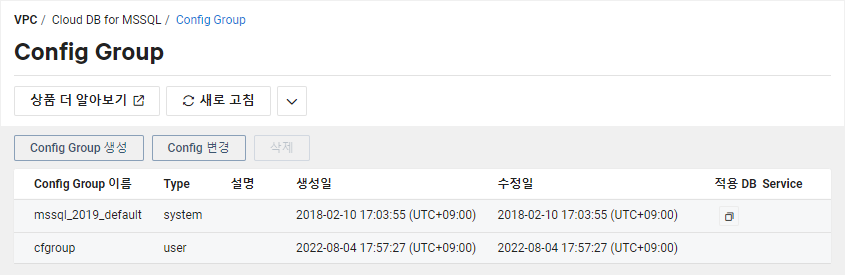 VPC / Cloud DB for MSSQL / Config Group
Config Group
상품 더 알아보기 새로 고침
Config Group 생성 Config 변경 삭제
Config Group 이름 Type 설명 생성일 수정일 적용 DB Service
mssql_2019_default system 2018-02-10 17:03:55 (UTC+09:00) 2018-02-10 17:03:55 (UTC+09:00)
cfgroup user 2022-08-04 17:57:27 (UTC+09:00) 2022-08-04 17:57:27 (UTC+09:00)